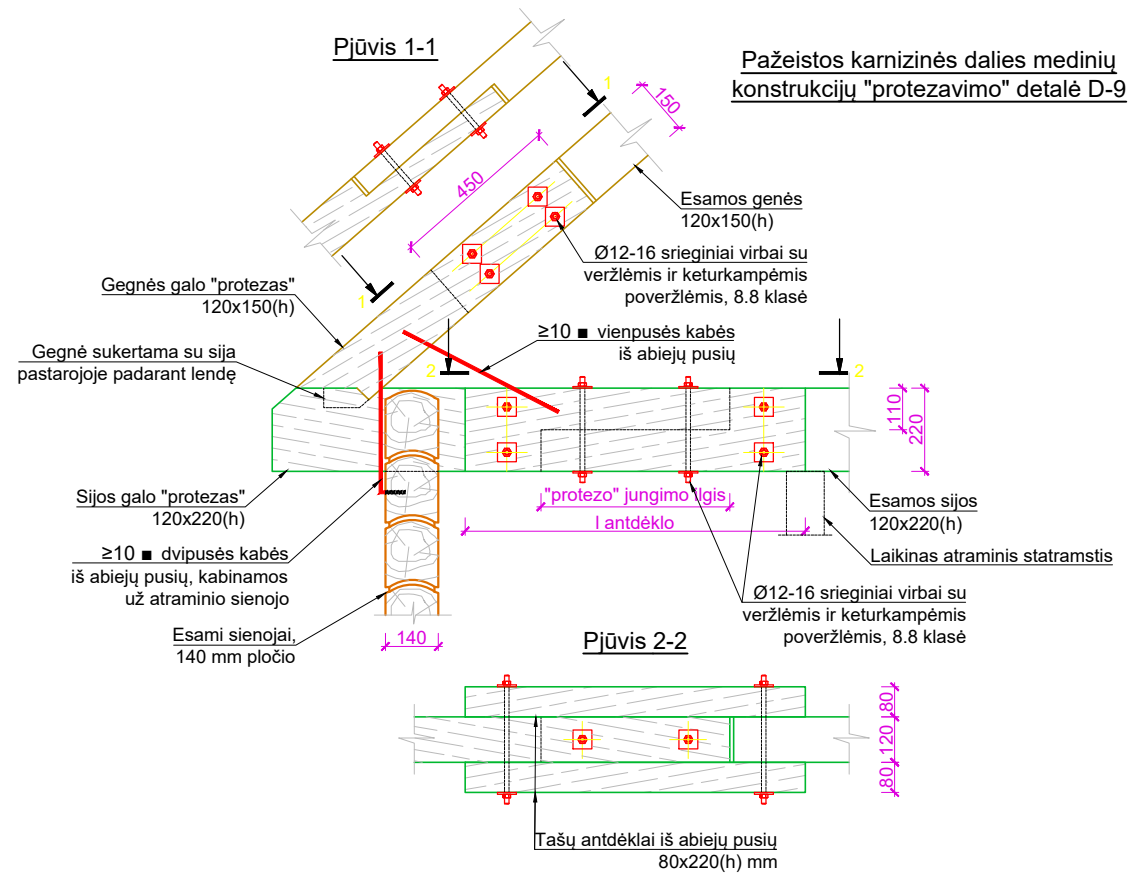 Pjūvis 1-1
Pažeistos karnizinės dalies medinių
konstrukcijų "protezavimo" detalė D-9
1
150
450
Esamos genės
120x150(h)
Ø12-16 srieginiai virbai su
veržlėmis ir keturkampėmis
poveržlėmis, 8.8 klasė
Gegnės galo "protezas"
120x150(h)
1
≥10 ■ vienpusės kabės
iš abiejų pusių
Gegnė sukertama su sija
pastarojoje padarant lendę
2
2
110
220
Sijos galo "protezas"
120x220(h)
"protezo" jungimo ilgis
l antdėklo
Esamos sijos
120x220(h)
Laikinas atraminis statramstis
≥10 ■ dvipusės kabės
iš abiejų pusių, kabinamos
už atraminio sienojo
Ø12-16 srieginiai virbai su
veržlėmis ir keturkampėmis
poveržlėmis, 8.8 klasė
Esami sienojai,
140 mm pločio
140
Pjūvis 2-2
80
120
80
Tašų antdėklai iš abiejų pusių
80x220(h) mm